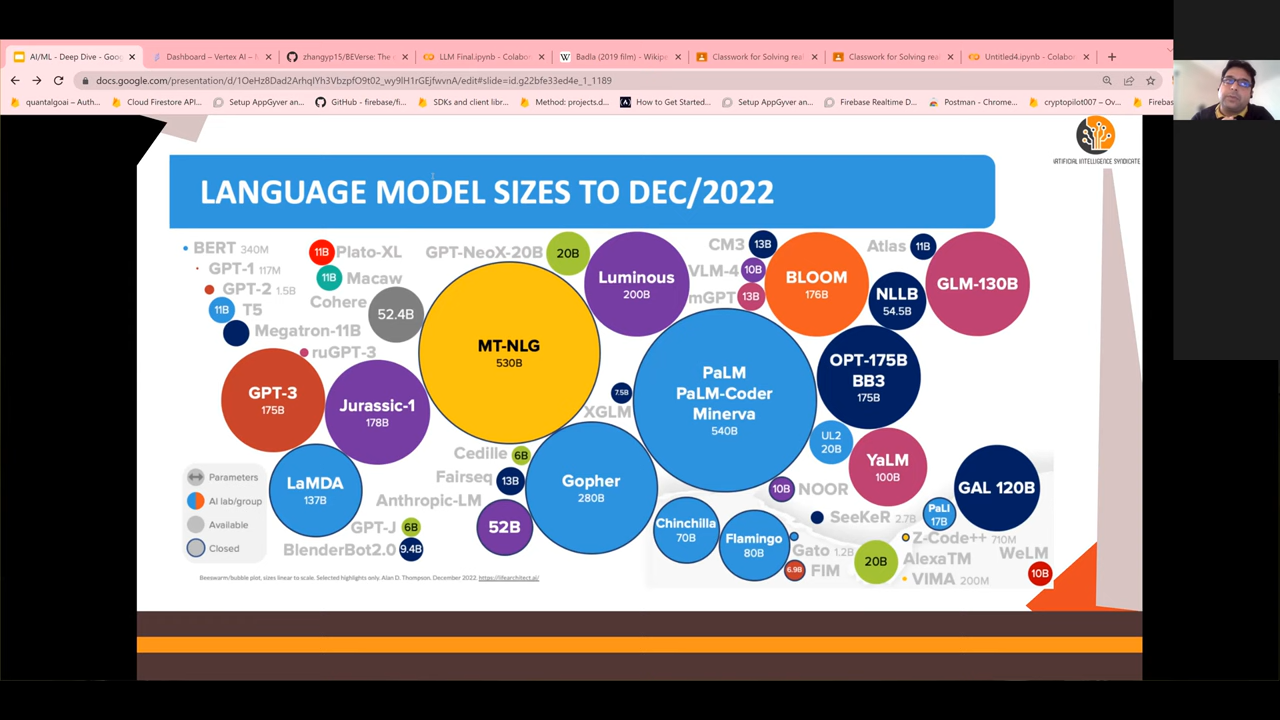 AI/ML - Deep Dive - Goo
Dashboard – Vertex AI –
zhangyp15/BEVerse: The
LLM Final.ipynb - Colabo
Badla (2019 film) - Wikip
Classwork for Solving rea
Classwork for Solving rea
Untitled4.ipynb - Colabo
quantalgoai – Auth...
Cloud Firestore API...
Setup AppGyver an...
GitHub - firebase/fi...
SDKs and client libr...
Method: projects.d...
How to Get Started...
Setup AppGyver an...
Firebase Realtime D...
Postman - Chrome...
cryptopilot007 – Ov...
Firebas
ARTIFICIAL INTELLIGENCE SYNDICATE
LANGUAGE MODEL SIZES TO DEC/2022
BERT 340M
GPT-1 117M
GPT-2 1.5B
11B T5
Megatron-11B
ruGPT-3
11B Plato-XL
11B Macaw
Cohere
52.4B
GPT-NeoX-20B 20B
MT-NLG
530B
Luminous
200B
CM3 13B
VLM-4 10B
mGPT 13B
BLOOM
176B
Atlas 11B
NLLB
54.5B
GLM-130B
GPT-3
175B
Jurassic-1
178B
7.5B
XGLM
PaLM
PaLM-Coder
Minerva
540B
OPT-175B
BB3
175B
UL2
20B
YaLM
100B
Parameters
AI lab/group
Available
Closed
LaMDA
137B
Cedille 6B
Fairseq 13B
Anthropic-LM
52B
GPT-J 6B
BlenderBot2.0 9.4B
Gopher
280B
Chinchilla
70B
Flamingo
80B
10B NOOR
SeeKeR 2.7B
PaLI
17B
GAL 120B
Gato 1.2B
6.9B FIM
20B
Z-Code++ 710M
AlexaTM
VIMA 200M
WeLM
10B
Beeswarm/bubble plot, sizes linear to scale. Selected highlights only. Alan D. Thompson. December 2022. https://lifearchitect.ai/